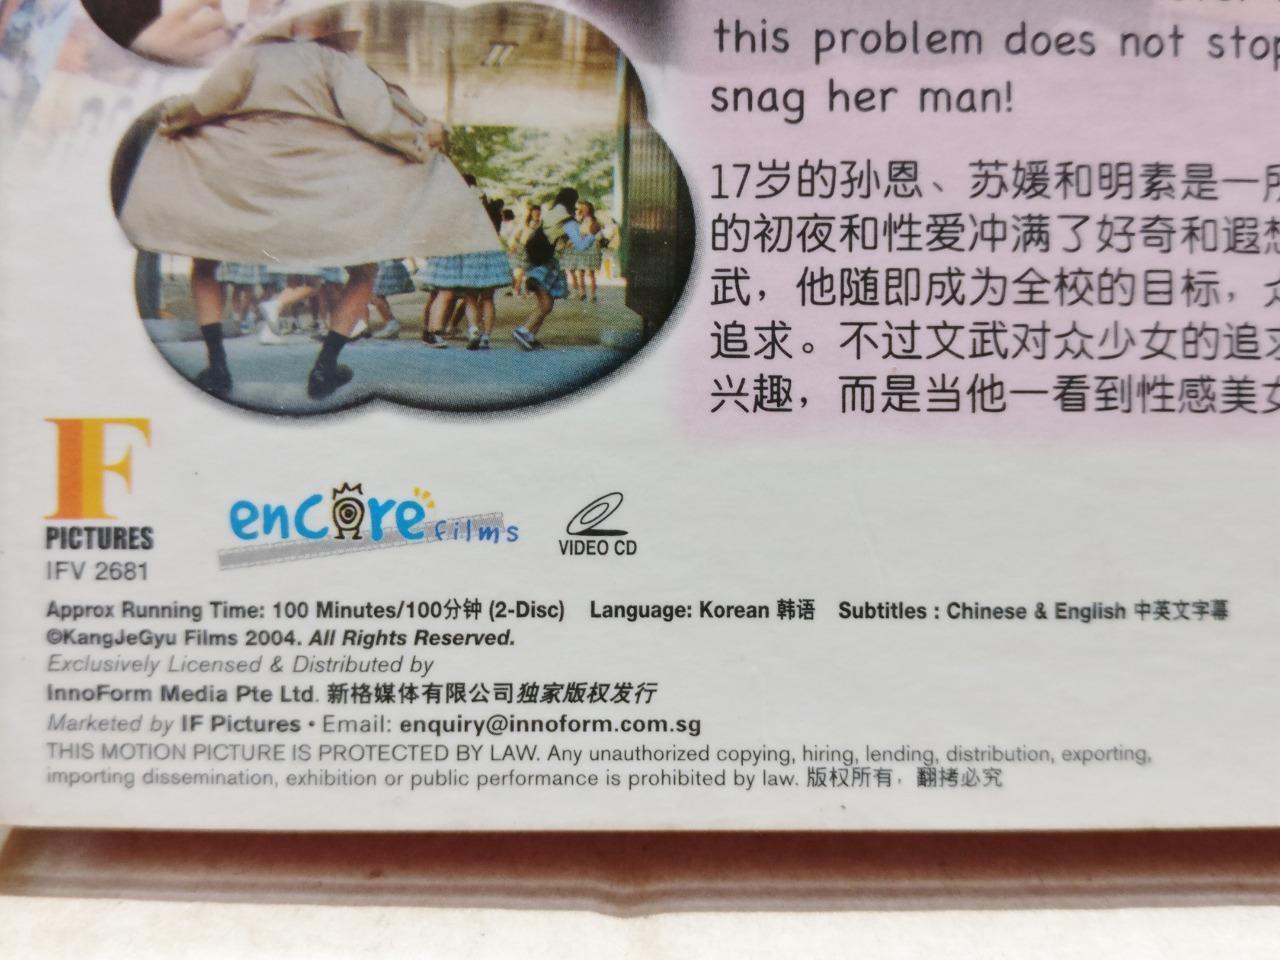 this problem does not stop
snag her man!
17岁的孙恩、苏媛和明素是一所
的初夜和性爱冲满了好奇和遐想
武，他随即成为全校的目标，众
追求。不过文武对众少女的追求
兴趣，而是当他一看到性感美女
F
PICTURES
IFV 2681
encore films
VIDEO CD
Approx Running Time: 100 Minutes/100分钟 (2-Disc) Language: Korean 韩语 Subtitles : Chinese & English 中英文字幕
©KangJeGyu Films 2004. All Rights Reserved.
Exclusively Licensed & Distributed by
InnoForm Media Pte Ltd. 新格媒体有限公司独家版权发行
Marketed by IF Pictures • Email: enquiry@innoform.com.sg
THIS MOTION PICTURE IS PROTECTED BY LAW. Any unauthorized copying, hiring, lending, distribution, exporting,
importing dissemination, exhibition or public performance is prohibited by law. 版权所有，翻拷必究